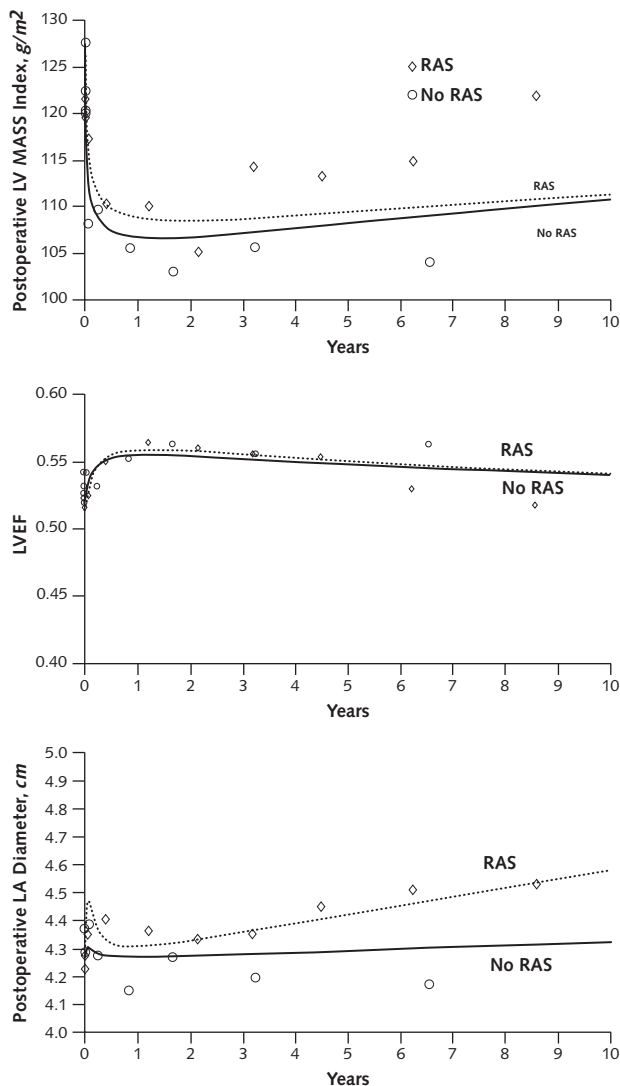 Postoperative LV MASS Index, g/m2
130
120
115
110
105
100
RAS
No RAS
RAS
No RAS
0 1 2 3 4 5 6 7 8 9 10
Years
LVEF
0.60
0.55
0.50
0.45
0.40
RAS
No RAS
0 1 2 3 4 5 6 7 8 9 10
Years
Postoperative LA Diameter, cm
5.0
4.9
4.8
4.7
4.6
4.5
4.4
4.3
4.2
4.1
4.0
RAS
No RAS
0 1 2 3 4 5 6 7 8 9 10
Years